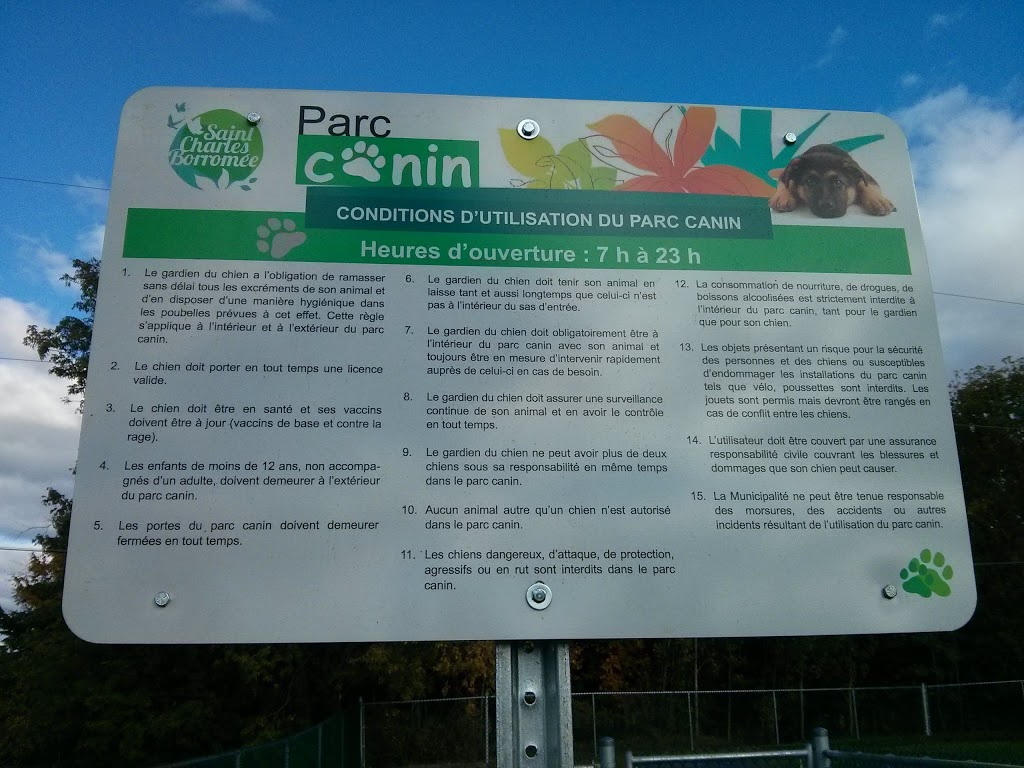 Saint
Charles
Borromée
Parc
canin
CONDITIONS D'UTILISATION DU PARC CANIN
Heures d'ouverture : 7 h à 23 h
1. Le gardien du chien a l'obligation de ramasser
sans délai tous les excréments de son animal et
d'en disposer d'une manière hygiénique dans
les poubelles prévues à cet effet. Cette règle
s'applique à l'intérieur et à l'extérieur du parc
canin.
2. Le chien doit porter en tout temps une licence
valide.
3. Le chien doit être en santé et ses vaccins
doivent être à jour (vaccins de base et contre la
rage).
4. Les enfants de moins de 12 ans, non accompa-
gnés d'un adulte, doivent demeurer à l'extérieur
du parc canin.
5. Les portes du parc canin doivent demeurer
fermées en tout temps.
6. Le gardien du chien doit tenir son animal en
laisse tant et aussi longtemps que celui-ci n'est
pas à l'intérieur du sas d'entrée.
7. Le gardien du chien doit obligatoirement être à
l'intérieur du parc canin avec son animal et
toujours être en mesure d'intervenir rapidement
auprès de celui-ci en cas de besoin.
8. Le gardien du chien doit assurer une surveillance
continue de son animal et en avoir le contrôle
en tout temps.
9. Le gardien du chien ne peut avoir plus de deux
chiens sous sa responsabilité en même temps
dans le parc canin.
10. Aucun animal autre qu'un chien n'est autorisé
dans le parc canin.
11. Les chiens dangereux, d'attaque, de protection,
agressifs ou en rut sont interdits dans le parc
canin.
12. La consommation de nourriture, de drogues, de
boissons alcoolisées est strictement interdite à
l'intérieur du parc canin, tant pour le gardien
que pour son chien.
13. Les objets présentant un risque pour la sécurité
des personnes et des chiens ou susceptibles
d'endommager les installations du parc canin
tels que vélo, poussettes sont interdits. Les
jouets sont permis mais devront être rangés en
cas de conflit entre les chiens.
14. L'utilisateur doit être couvert par une assurance
responsabilité civile couvrant les blessures et
dommages que son chien peut causer.
15. La Municipalité ne peut être tenue responsable
des morsures, des accidents ou autres
incidents résultant de l'utilisation du parc canin.